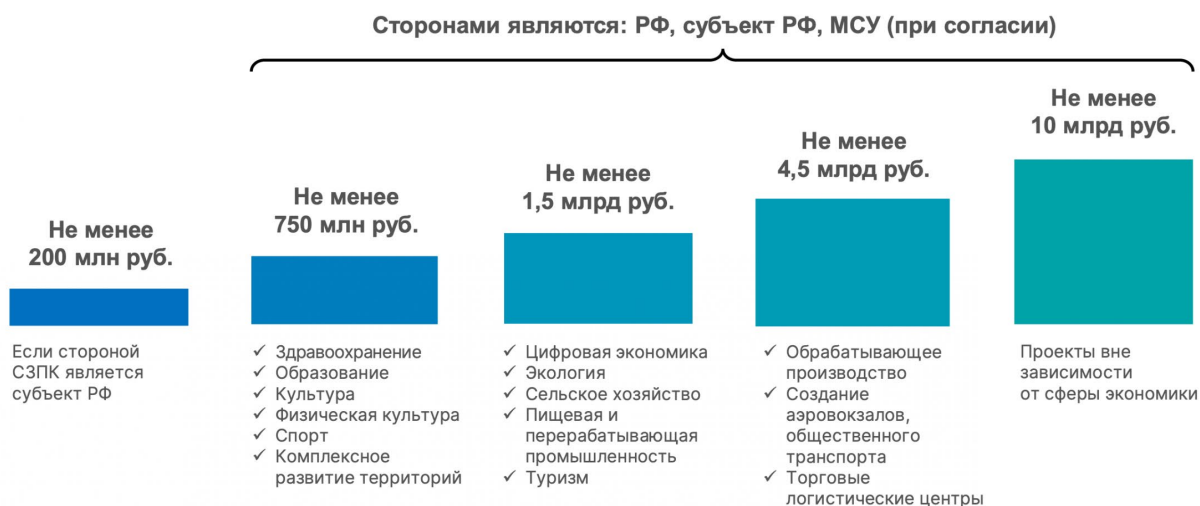 Сторонами являются: РФ, субъект РФ, МСУ (при согласии)
Не менее
200 млн руб.
Если стороной
СЗПК является
субъект РФ
Не менее
750 млн руб.
✓ Здравоохранение
✓ Образование
✓ Культура
✓ Физическая культура
✓ Спорт
✓ Комплексное
развитие территорий
Не менее
1,5 млрд руб.
✓ Цифровая экономика
✓ Экология
✓ Сельское хозяйство
✓ Пищевая и
перерабатывающая
промышленность
✓ Туризм
Не менее
4,5 млрд руб.
✓ Обрабатывающее
производство
✓ Создание
аэровокзалов,
общественного
транспорта
✓ Торговые
логистические центры
Не менее
10 млрд руб.
Проекты вне
зависимости
от сферы экономики